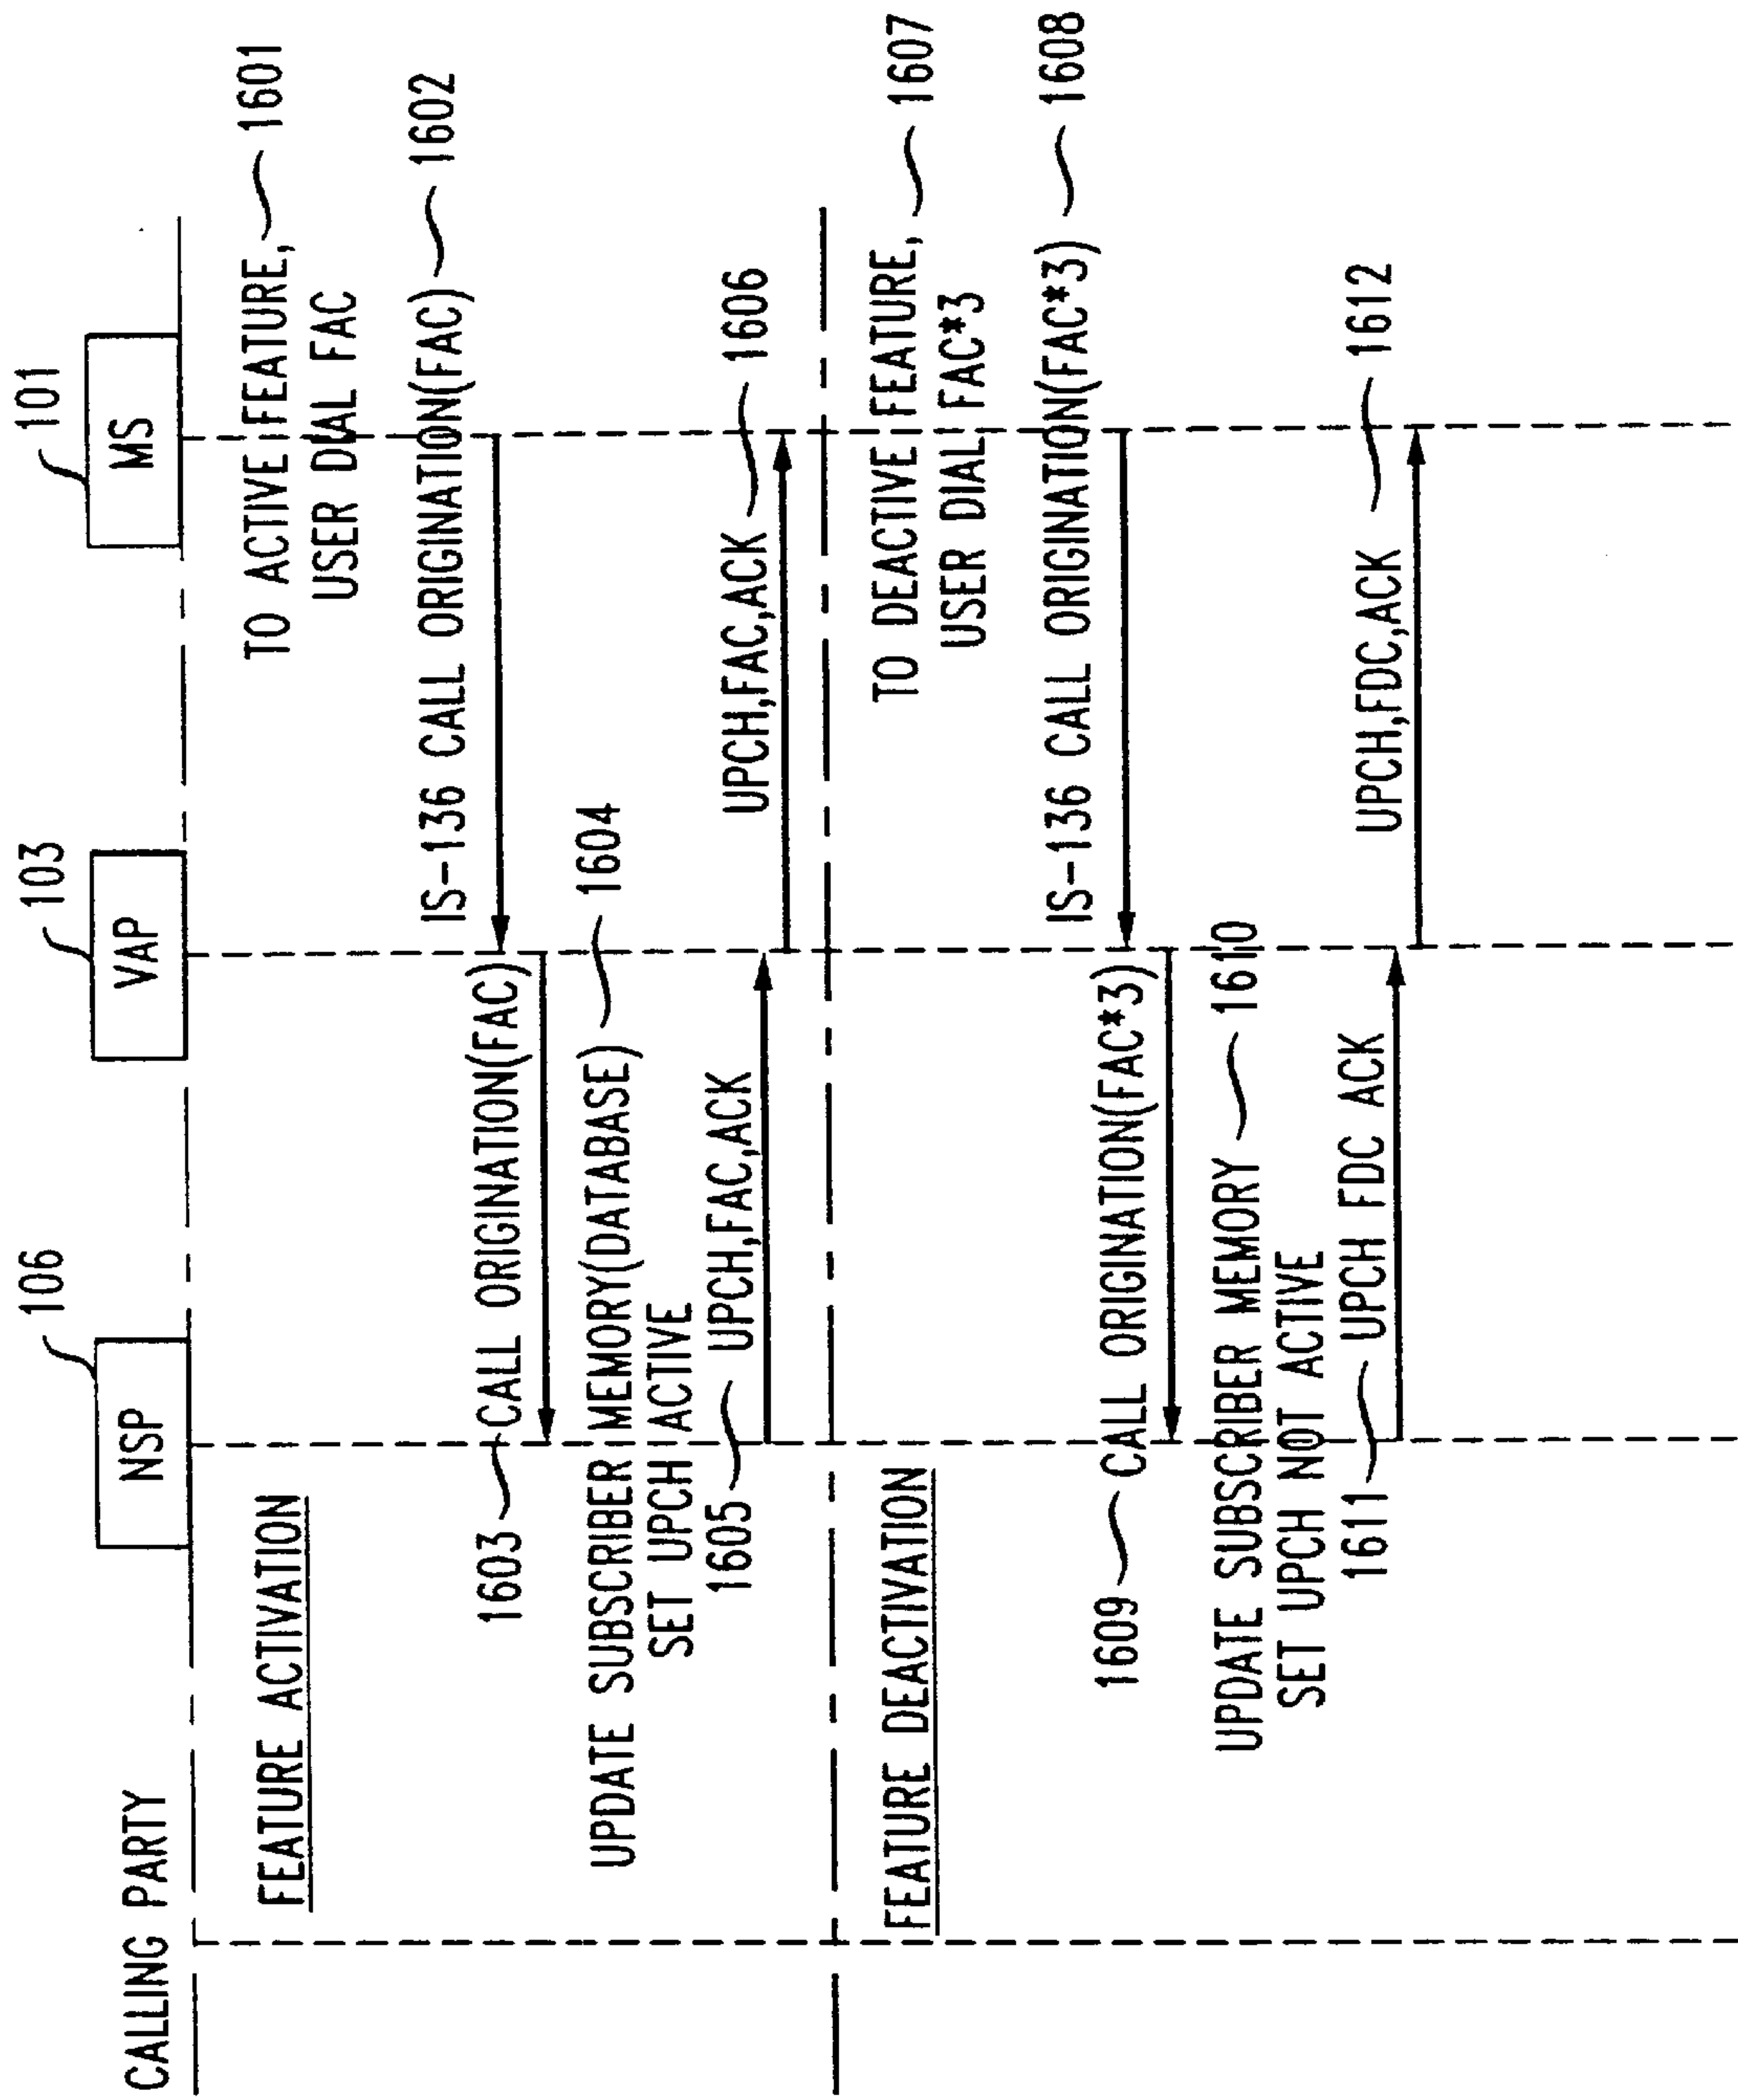 CALLING PARTY
106
NSP
103
VAP
101
MS
FEATURE ACTIVATION
TO ACTIVE FEATURE,
USER DIAL FAC
1601
IS-136 CALL ORIGINATION(FAC)
1602
1603
CALL ORIGINATION(FAC)
UPDATE SUBSCRIBER MEMORY(DATABASE)
SET UPCH ACTIVE
1604
1605
UPCH,FAC,ACK
UPCH,FAC,ACK
1606
FEATURE DEACTIVATION
TO DEACTIVE FEATURE,
USER DIAL FAC*3
1607
IS-136 CALL ORIGINATION(FAC*3)
1608
1609
CALL ORIGINATION(FAC*3)
UPDATE SUBSCRIBER MEMORY
SET UPCH NOT ACTIVE
1610
1611
UPCH FDC ACK
UPCH,FDC,ACK
1612